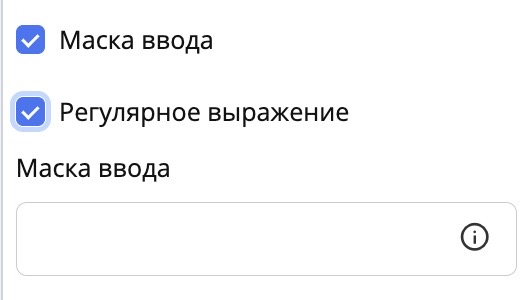 Маска ввода
Регулярное выражение
Маска ввода